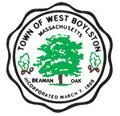 TOWN OF WEST BOYLSTON
MASSACHUSETTS
BEAMAN OAK
INCORPORATED MARCH 7, 1808